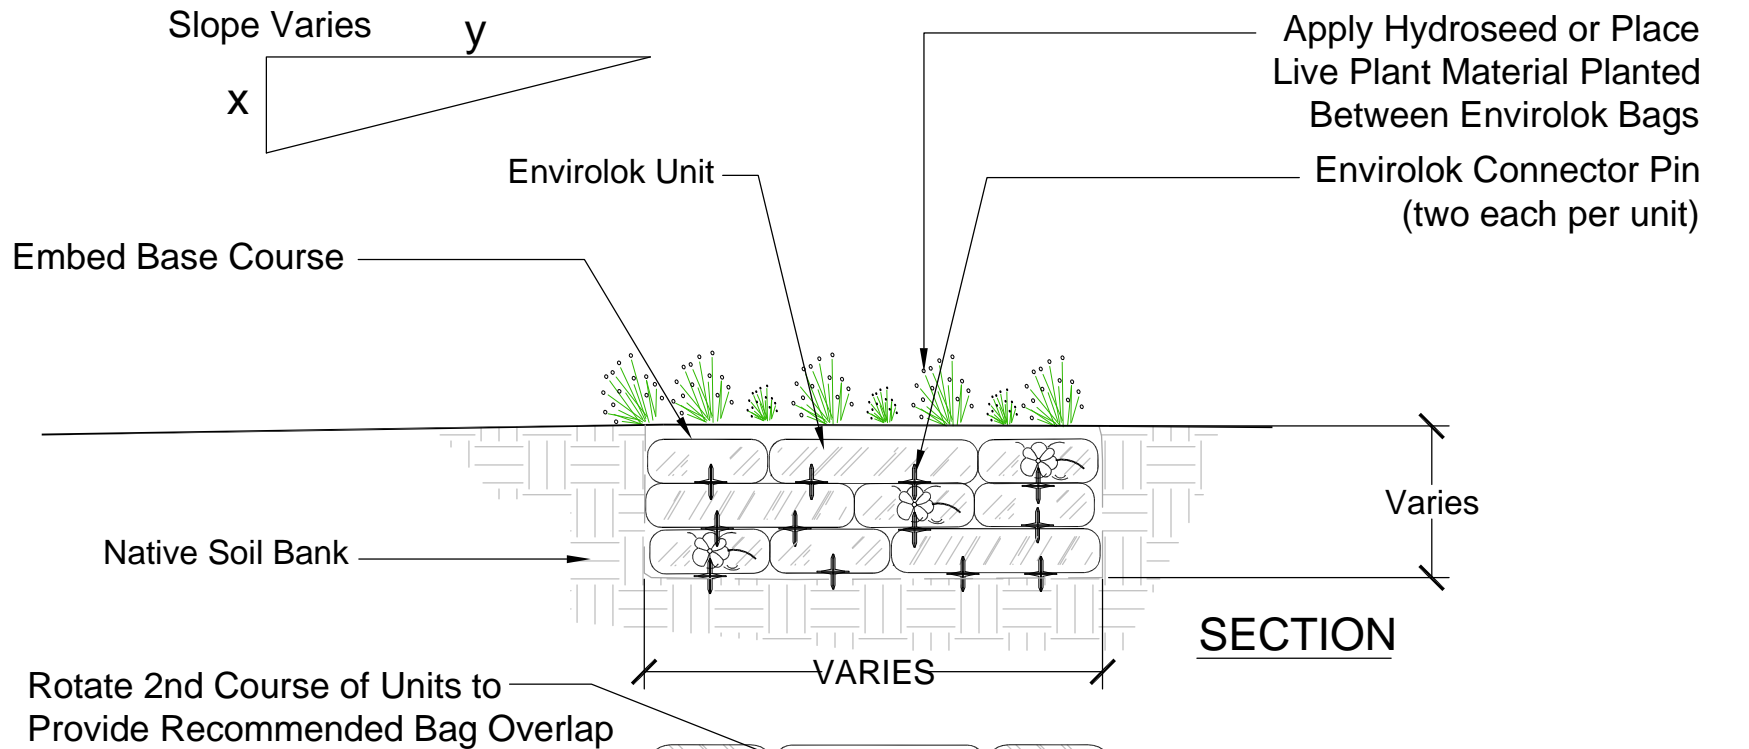 Slope Varies
y
x
Apply Hydroseed or Place
Live Plant Material Planted
Between Envirolok Bags
Envirolok Unit
Envirolok Connector Pin
(two each per unit)
Embed Base Course
Varies
Native Soil Bank
SECTION
VARIES
Rotate 2nd Course of Units to
Provide Recommended Bag Overlap